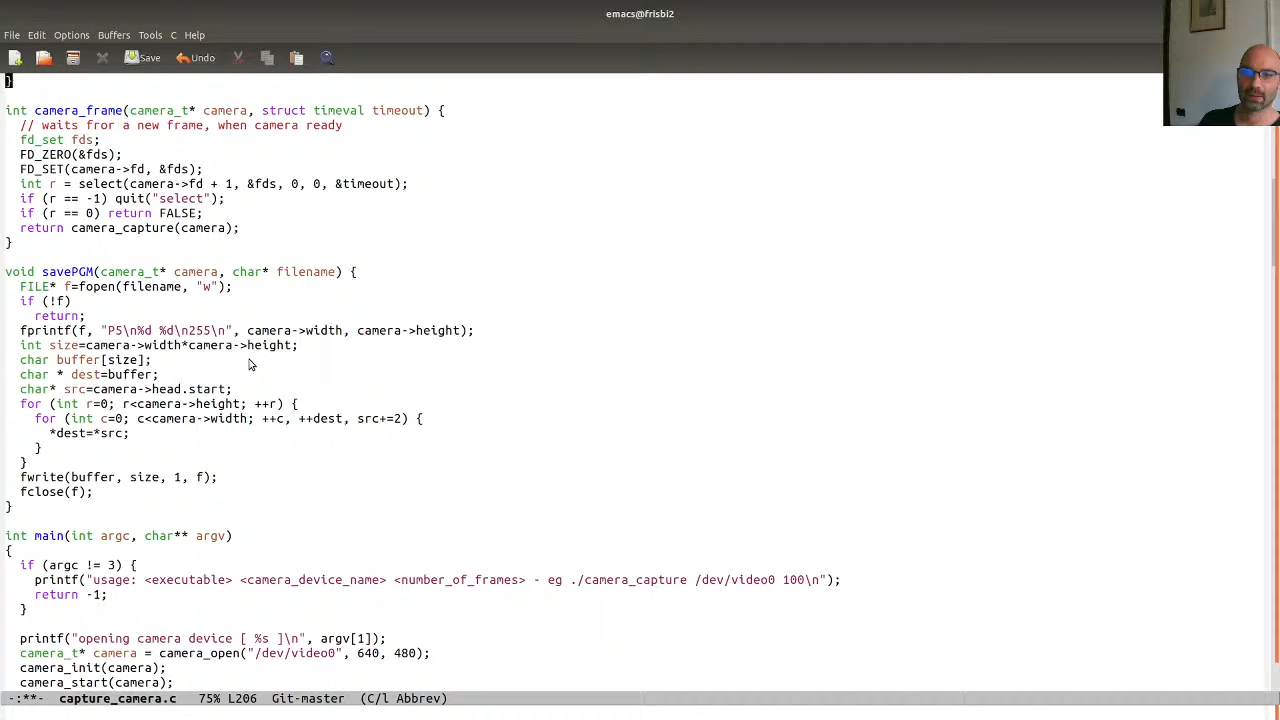 emacs@frisbi2
File Edit Options Buffers Tools C Help
Save Undo
}
int camera_frame(camera_t* camera, struct timeval timeout) {
// waits fror a new frame, when camera ready
fd_set fds;
FD_ZERO(&fds);
FD_SET(camera->fd, &fds);
int r = select(camera->fd + 1, &fds, 0, 0, &timeout);
if (r == -1) quit("select");
if (r == 0) return FALSE;
return camera_capture(camera);
}
void savePGM(camera_t* camera, char* filename) {
FILE* f=fopen(filename, "w");
if (!f)
return;
fprintf(f, "P5\n%d %d\n255\n", camera->width, camera->height);
int size=camera->width*camera->height;
char buffer[size];
char * dest=buffer;
char* src=camera->head.start;
for (int r=0; r<camera->height; ++r) {
for (int c=0; c<camera->width; ++c, ++dest, src+=2) {
*dest=*src;
}
}
fwrite(buffer, size, 1, f);
fclose(f);
}
int main(int argc, char** argv)
{
if (argc != 3) {
printf("usage: <executable> <camera_device_name> <number_of_frames> - eg ./camera_capture /dev/video0 100\n");
return -1;
}
printf("opening camera device [ %s ]\n", argv[1]);
camera_t* camera = camera_open("/dev/video0", 640, 480);
camera_init(camera);
camera_start(camera);
-:**- capture_camera.c 75% L206 Git-master (C/l Abbrev)